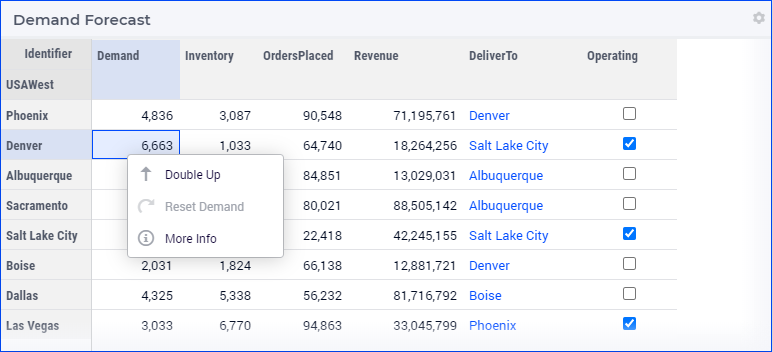 Demand Forecast
Identifier Demand Inventory OrdersPlaced Revenue DeliverTo Operating
USAWest
Phoenix 4,836 3,087 90,548 71,195,761 Denver
Denver 6,663 1,033 64,740 18,264,256 Salt Lake City
Albuquerque 84,851 13,029,031 Albuquerque
Sacramento 80,021 88,505,142 Albuquerque
Salt Lake City 22,418 42,245,155 Salt Lake City
Double Up
Reset Demand
More Info
Boise 2,031 1,824 66,138 12,881,721 Denver
Dallas 4,325 5,338 56,232 81,716,792 Boise
Las Vegas 3,033 6,770 94,863 33,045,799 Phoenix